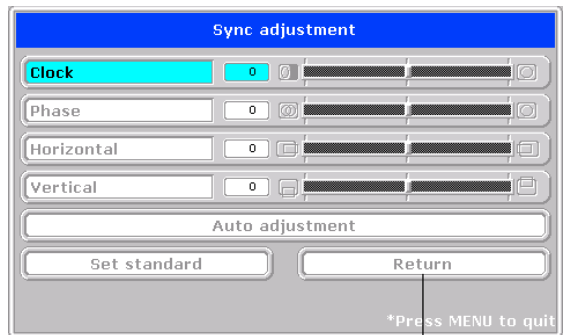 Sync adjustment
Clock 0
Phase 0
Horizontal 0
Vertical 0
Auto adjustment
Set standard Return
*Press MENU to quit